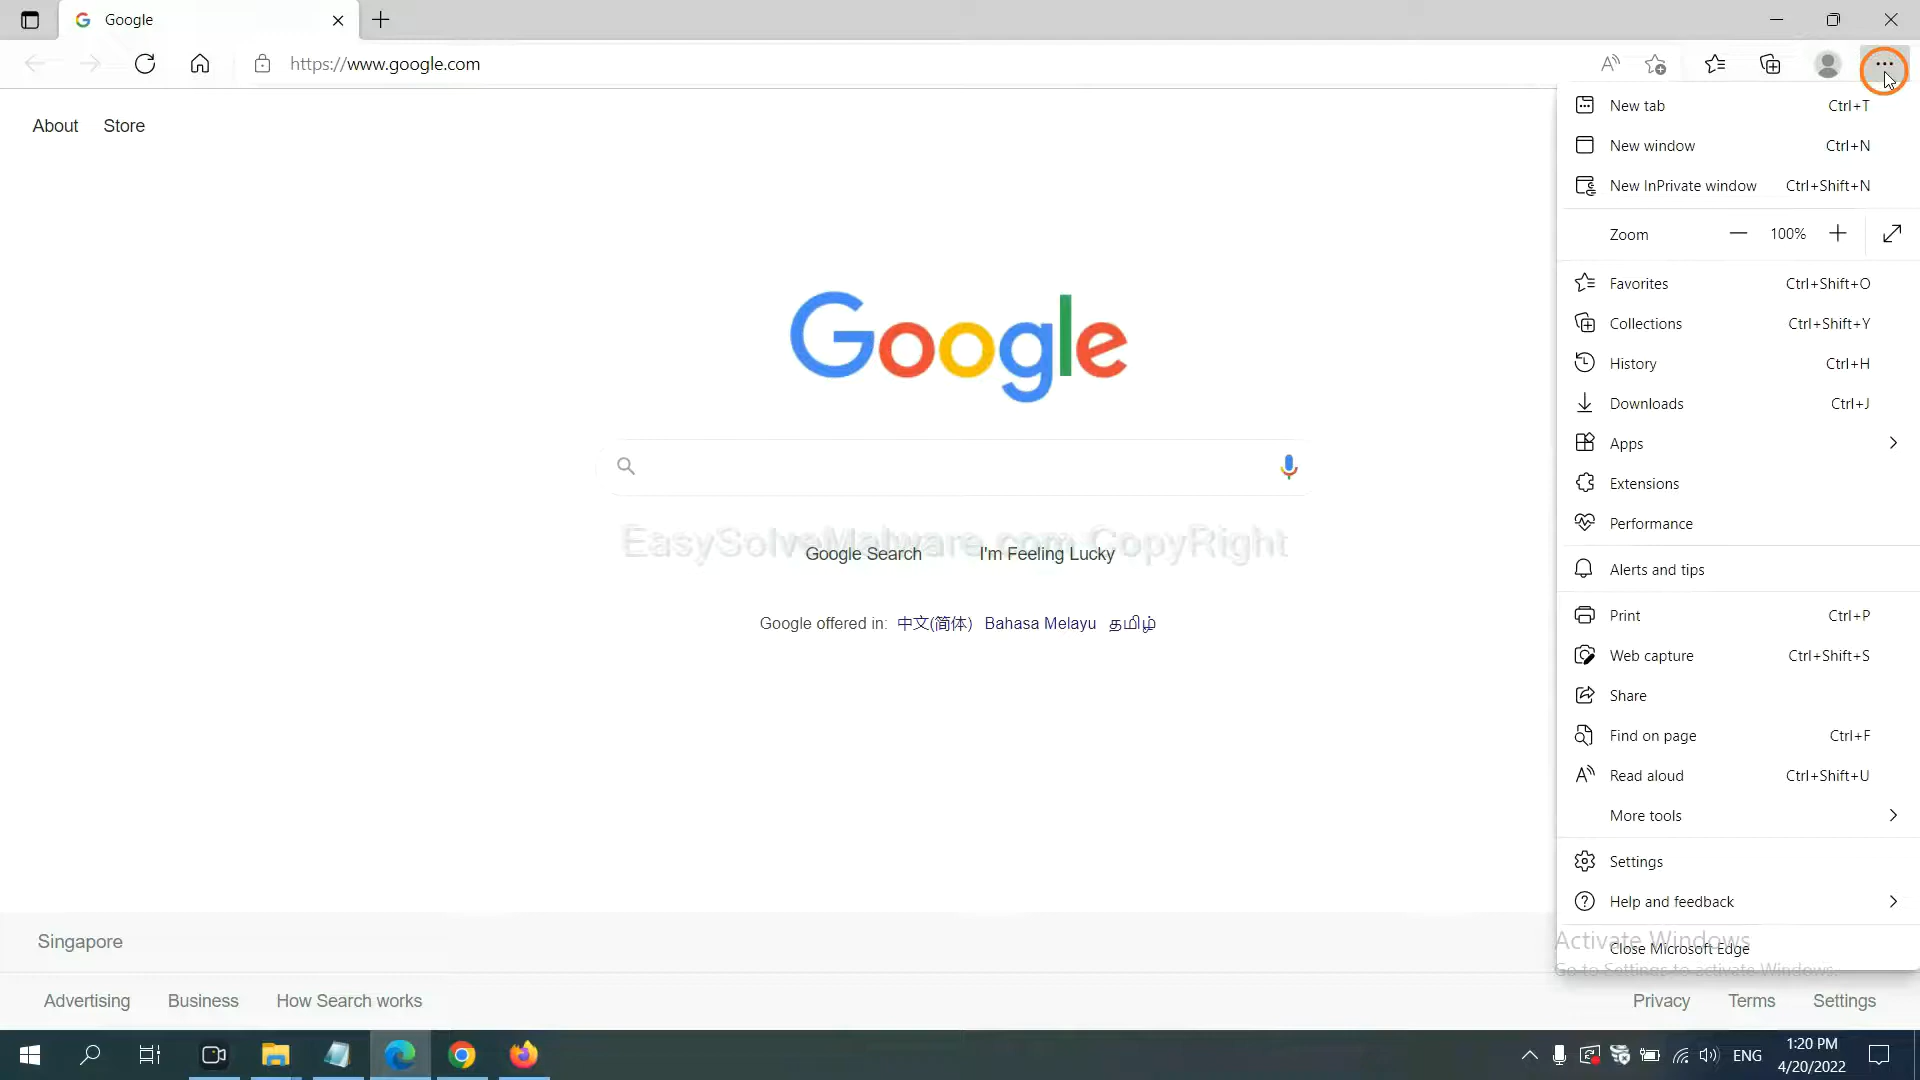 Google
https://www.google.com
About Store
New tab Ctrl+T
New window Ctrl+N
New InPrivate window Ctrl+Shift+N
Zoom 100%
Favorites Ctrl+Shift+O
Collections Ctrl+Shift+Y
History Ctrl+H
Downloads Ctrl+J
Apps
Extensions
Performance
Alerts and tips
Print Ctrl+P
Web capture Ctrl+Shift+S
Share
Find on page Ctrl+F
Read aloud Ctrl+Shift+U
More tools
Settings
Help and feedback
Close Microsoft Edge
Google
EasySolveMalware.com CopyRight
Google Search I'm Feeling Lucky
Google offered in: 中文(简体) Bahasa Melayu தமிழ்
Activate Windows
Go to Settings to activate Windows.
Singapore
Advertising Business How Search works
Privacy Terms Settings
ENG
1:20 PM
4/20/2022